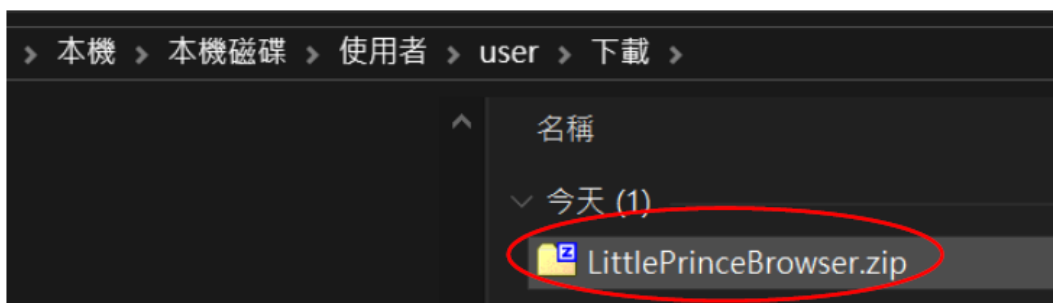 > 本機 > 本機磁碟 > 使用者 > user > 下載 >
名稱
今天 (1)
LittlePrinceBrowser.zip